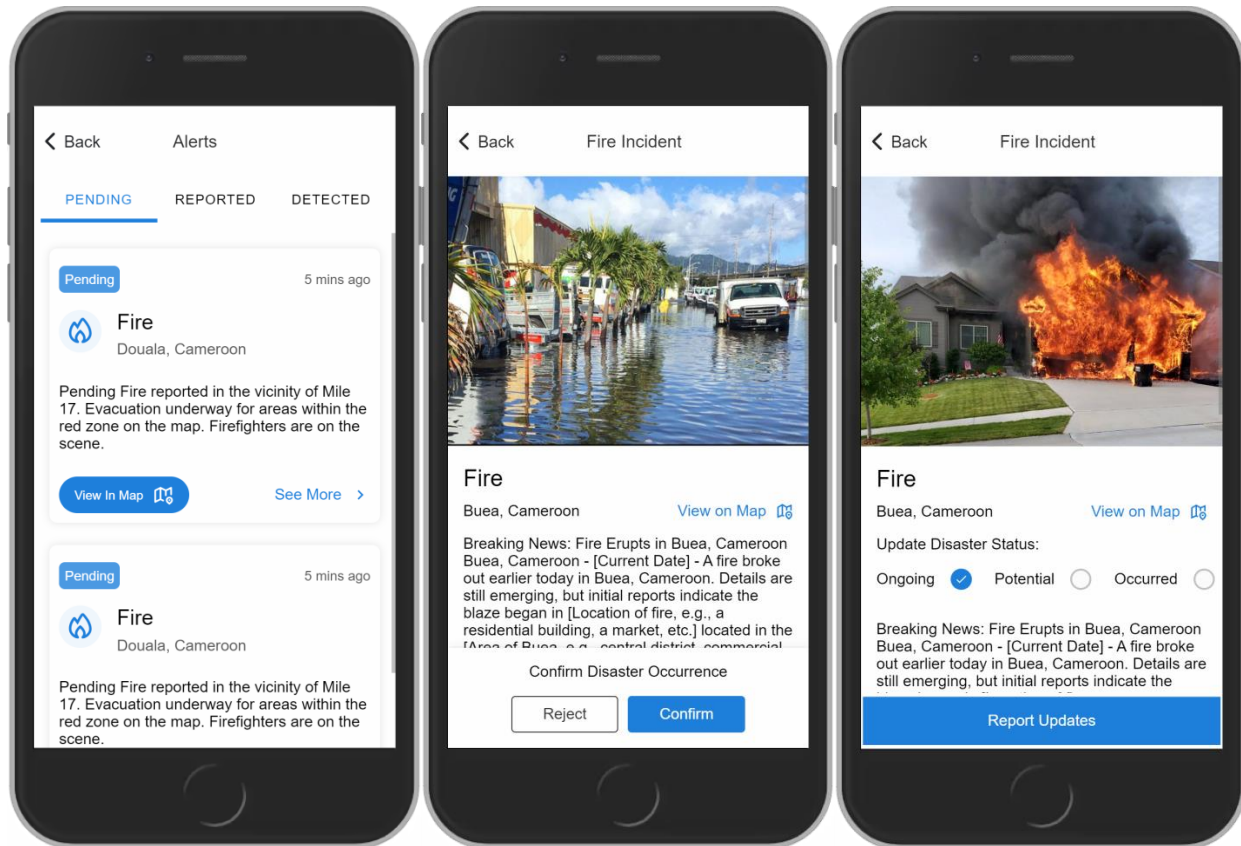 Back
Alerts
PENDING
REPORTED
DETECTED
Pending
5 mins ago
Fire
Douala, Cameroon
Pending Fire reported in the vicinity of Mile
17. Evacuation underway for areas within the
red zone on the map. Firefighters are on the
scene.
View In Map
See More
Pending
5 mins ago
Fire
Douala, Cameroon
Pending Fire reported in the vicinity of Mile
17. Evacuation underway for areas within the
red zone on the map. Firefighters are on the
scene.
Back
Fire Incident
Fire
Buea, Cameroon
View on Map
Breaking News: Fire Erupts in Buea, Cameroon
Buea, Cameroon - [Current Date] - A fire broke
out earlier today in Buea, Cameroon. Details are
still emerging, but initial reports indicate the
blaze began in [Location of fire, e.g., a
residential building, a market, etc.] located in the
[Area of Buea, e.g., central district, commercial
Confirm Disaster Occurrence
Reject
Confirm
Back
Fire Incident
Fire
Buea, Cameroon
View on Map
Update Disaster Status:
Ongoing
Potential
Occurred
Breaking News: Fire Erupts in Buea, Cameroon
Buea, Cameroon - [Current Date] - A fire broke
out earlier today in Buea, Cameroon. Details are
still emerging, but initial reports indicate the
Report Updates